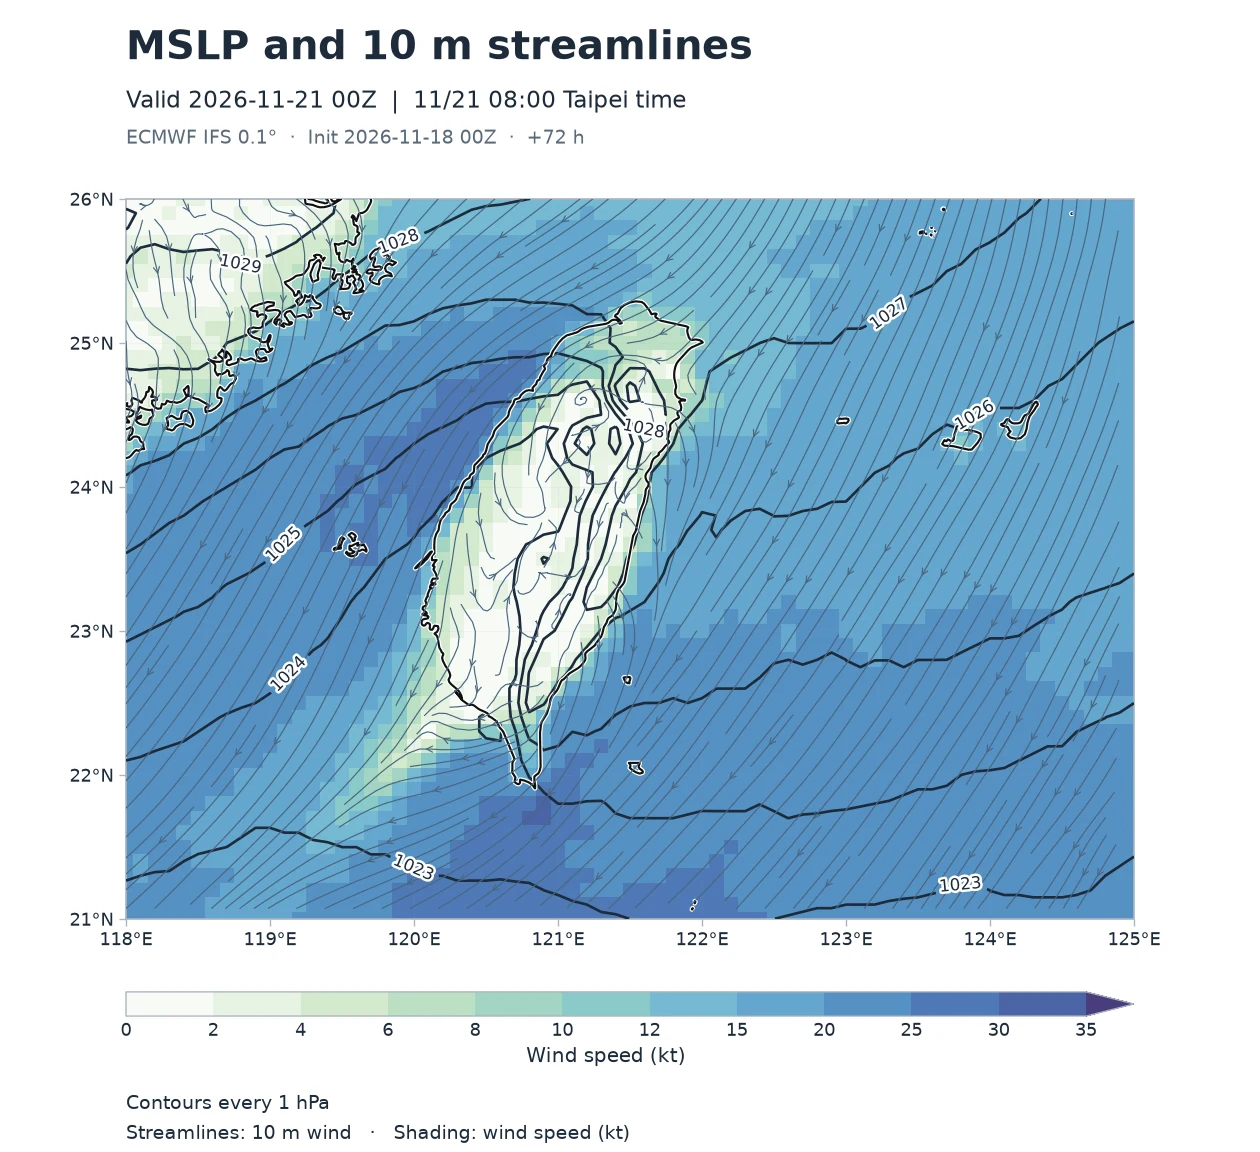 MSLP and 10 m streamlines
Valid 2026-11-21 00Z | 11/21 08:00 Taipei time
ECMWF IFS 0.1° · Init 2026-11-18 00Z · +72 h
26°N
1028
1029
1027
25°N
1026
1028
24°N
1025
23°N
1024
22°N
1023
1023
21°N
118°E 119°E 120°E 121°E 122°E 123°E 124°E 125°E
0 2 4 6 8 10 12 15 20 25 30 35
Wind speed (kt)
Contours every 1 hPa
Streamlines: 10 m wind · Shading: wind speed (kt)